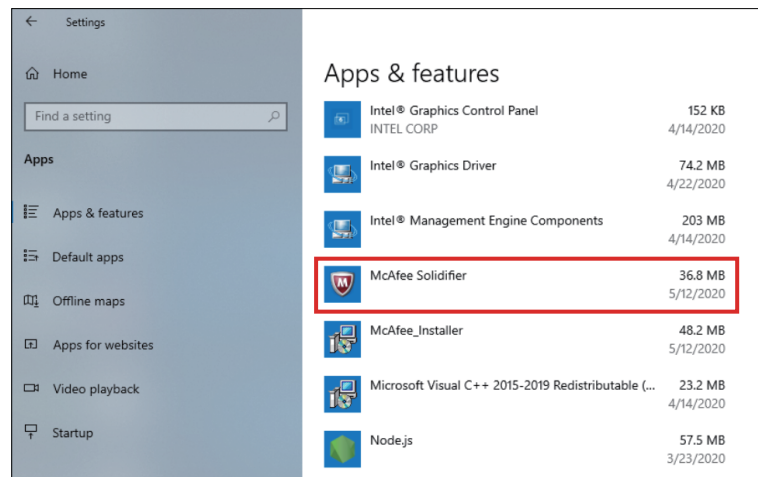 Settings
Home
Find a setting
Apps
Apps & features
Default apps
Offline maps
Apps for websites
Video playback
Startup
Apps & features
Intel® Graphics Control Panel 152 KB
INTEL CORP 4/14/2020
Intel® Graphics Driver 74.2 MB
4/22/2020
Intel® Management Engine Components 203 MB
4/14/2020
McAfee Solidifier 36.8 MB
5/12/2020
McAfee_Installer 48.2 MB
5/12/2020
Microsoft Visual C++ 2015-2019 Redistributable (... 23.2 MB
4/14/2020
Node.js 57.5 MB
3/23/2020